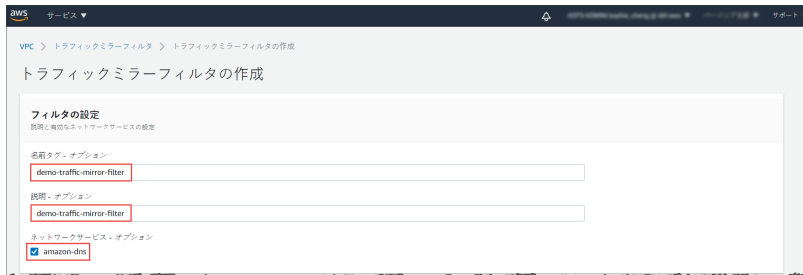 aws サービス ▼ サポート
VPC > トラフィックミラーフィルタ > トラフィックミラーフィルタの作成
トラフィックミラーフィルタの作成
フィルタの設定
説明と有効なネットワークサービスの設定
名前タグ - オプション
demo-traffic-mirror-filter
説明 - オプション
demo-traffic-mirror-filter
ネットワークサービス - オプション
amazon-dns